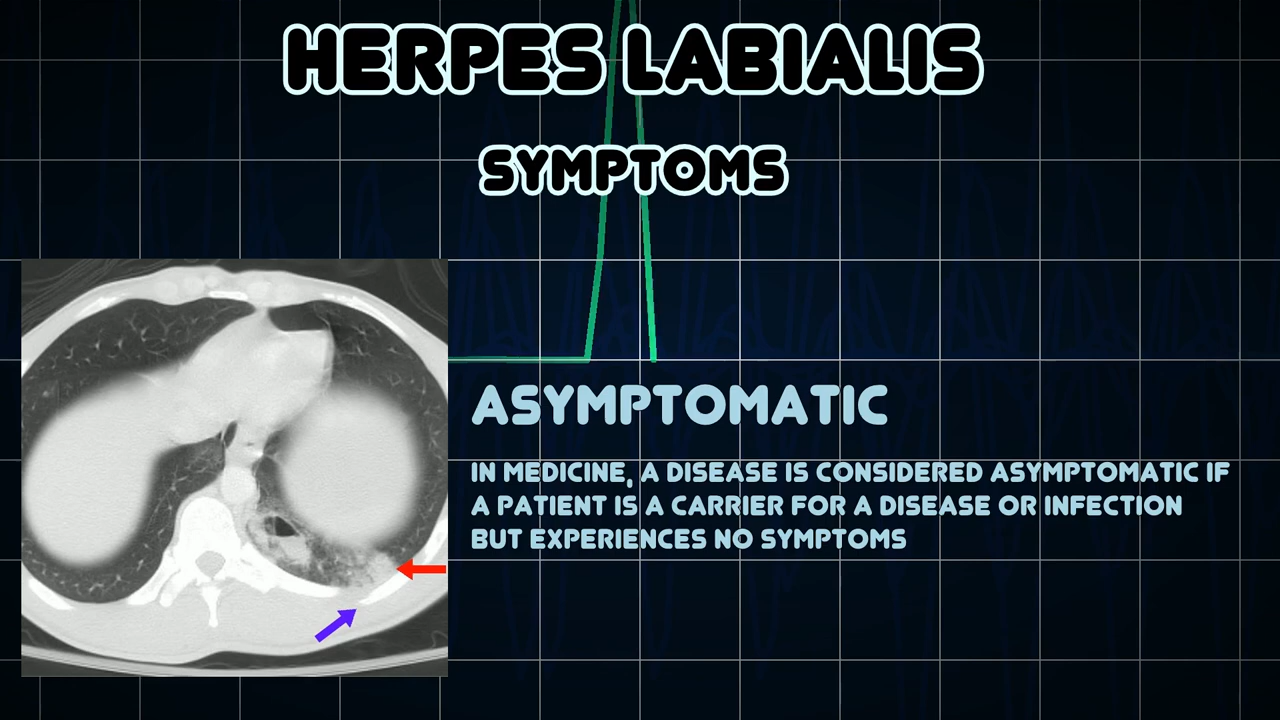 HERPES LABIALIS
SYMPTOMS
ASYMPTOMATIC
IN MEDICINE, A DISEASE IS CONSIDERED ASYMPTOMATIC IF
A PATIENT IS A CARRIER FOR A DISEASE OR INFECTION
BUT EXPERIENCES NO SYMPTOMS